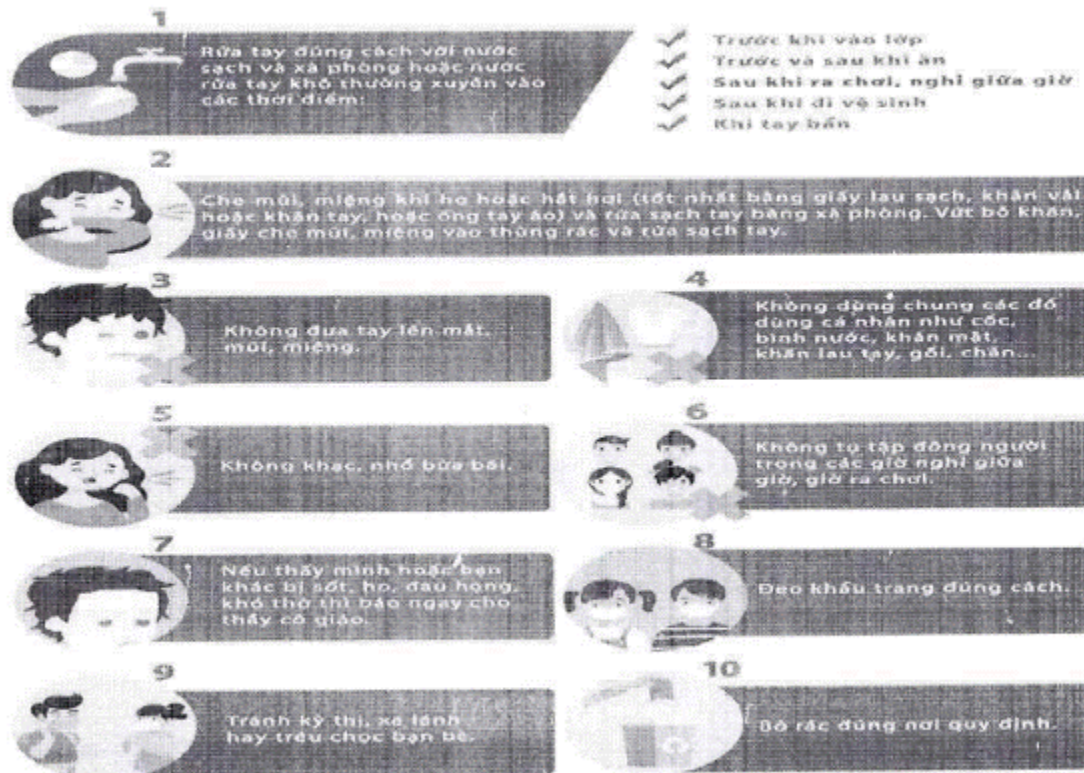 1
Rửa tay đúng cách với nước
sạch và xà phòng hoặc nước
rửa tay khô thường xuyên vào
các thời điểm:
Trước khi vào lớp
Trước và sau khi ăn
Sau khi ra chơi, nghỉ giữa giờ
Sau khi đi vệ sinh
Khi tay bẩn
2
Che mũi, miệng khi ho hoặc hắt hơi (tốt nhất bằng giấy lau sạch, khăn vải
hoặc khăn tay, hoặc ống tay áo) và rửa sạch tay bằng xà phòng. Vứt bỏ khăn,
giấy che mũi, miệng vào thùng rác và rửa sạch tay.
3
Không đưa tay lên mắt,
mũi, miệng.
4
Không dùng chung các đồ
dùng cá nhân như cốc,
bình nước, khăn mặt,
khăn lau tay, gối, chăn...
5
Không khạc, nhổ bừa bãi.
6
Không tụ tập đông người
trong các giờ nghỉ giữa
giờ, giờ ra chơi.
7
Nếu thấy mình hoặc bạn
khác bị sốt, ho, đau họng,
khó thở thì báo ngay cho
thầy cô giáo.
8
Đeo khẩu trang đúng cách.
9
Tránh kỳ thị, xa lánh
hay trêu chọc bạn bè.
10
Bỏ rác đúng nơi quy định.